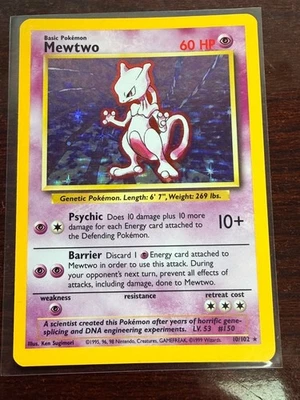 Basic Pokémon
Mewtwo 60 HP
Genetic Pokémon. Length: 6' 7", Weight: 269 lbs.
Psychic Does 10 damage plus 10 more
damage for each Energy card attached to
the Defending Pokémon.
10+
Barrier Discard 1 Energy card attached to
Mewtwo in order to use this attack. During
your opponent's next turn, prevent all effects of
attacks, including damage, done to Mewtwo.
weakness resistance retreat cost
A scientist created this Pokémon after years of horrific gene-
splicing and DNA engineering experiments. LV. 53 #150
Illus. Ken Sugimori ©1995, 96, 98 Nintendo, Creatures, GAMEFREAK. ©1999 Wizards. 10/102 ★